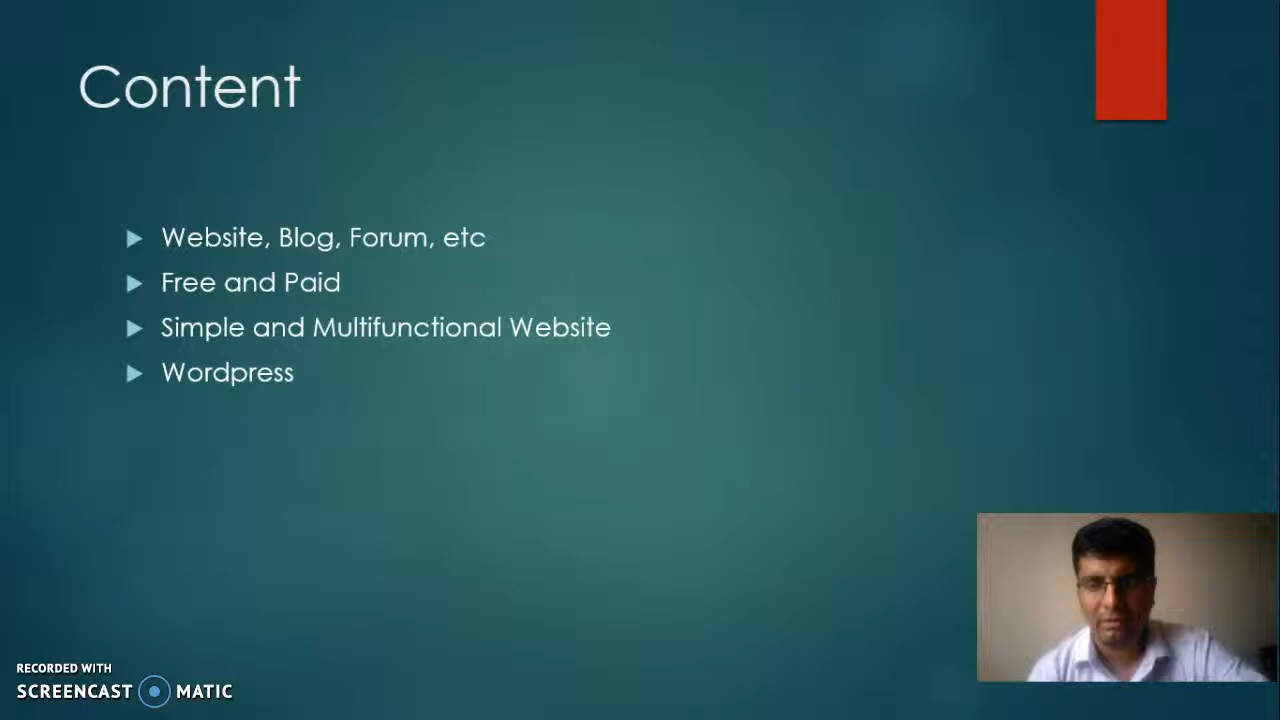 Content
Website, Blog, Forum, etc
Free and Paid
Simple and Multifunctional Website
Wordpress
RECORDED WITH
SCREENCAST MATIC